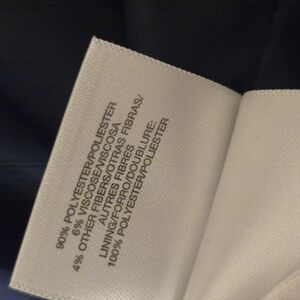 90% POLYESTER/POLIESTER
6% VISCOSE/VISCOSA
4% OTHER FIBERS/OTRAS FIBRAS/
AUTRES FIBRES
LINING/FORRO/DOUBLURE:
100% POLYESTER/POLIESTER